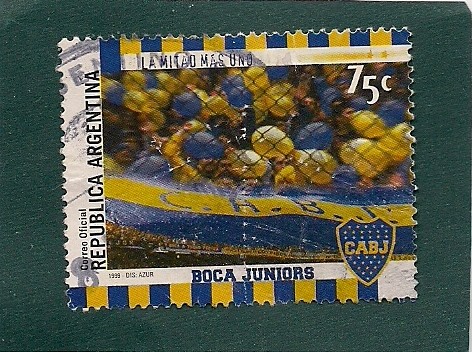 LA MITAD MAS UNO
75c
Correo Oficial
REPUBLICA ARGENTINA
C. A. B. J.
CABJ
1999 - DIS: AZUR
BOCA JUNIORS